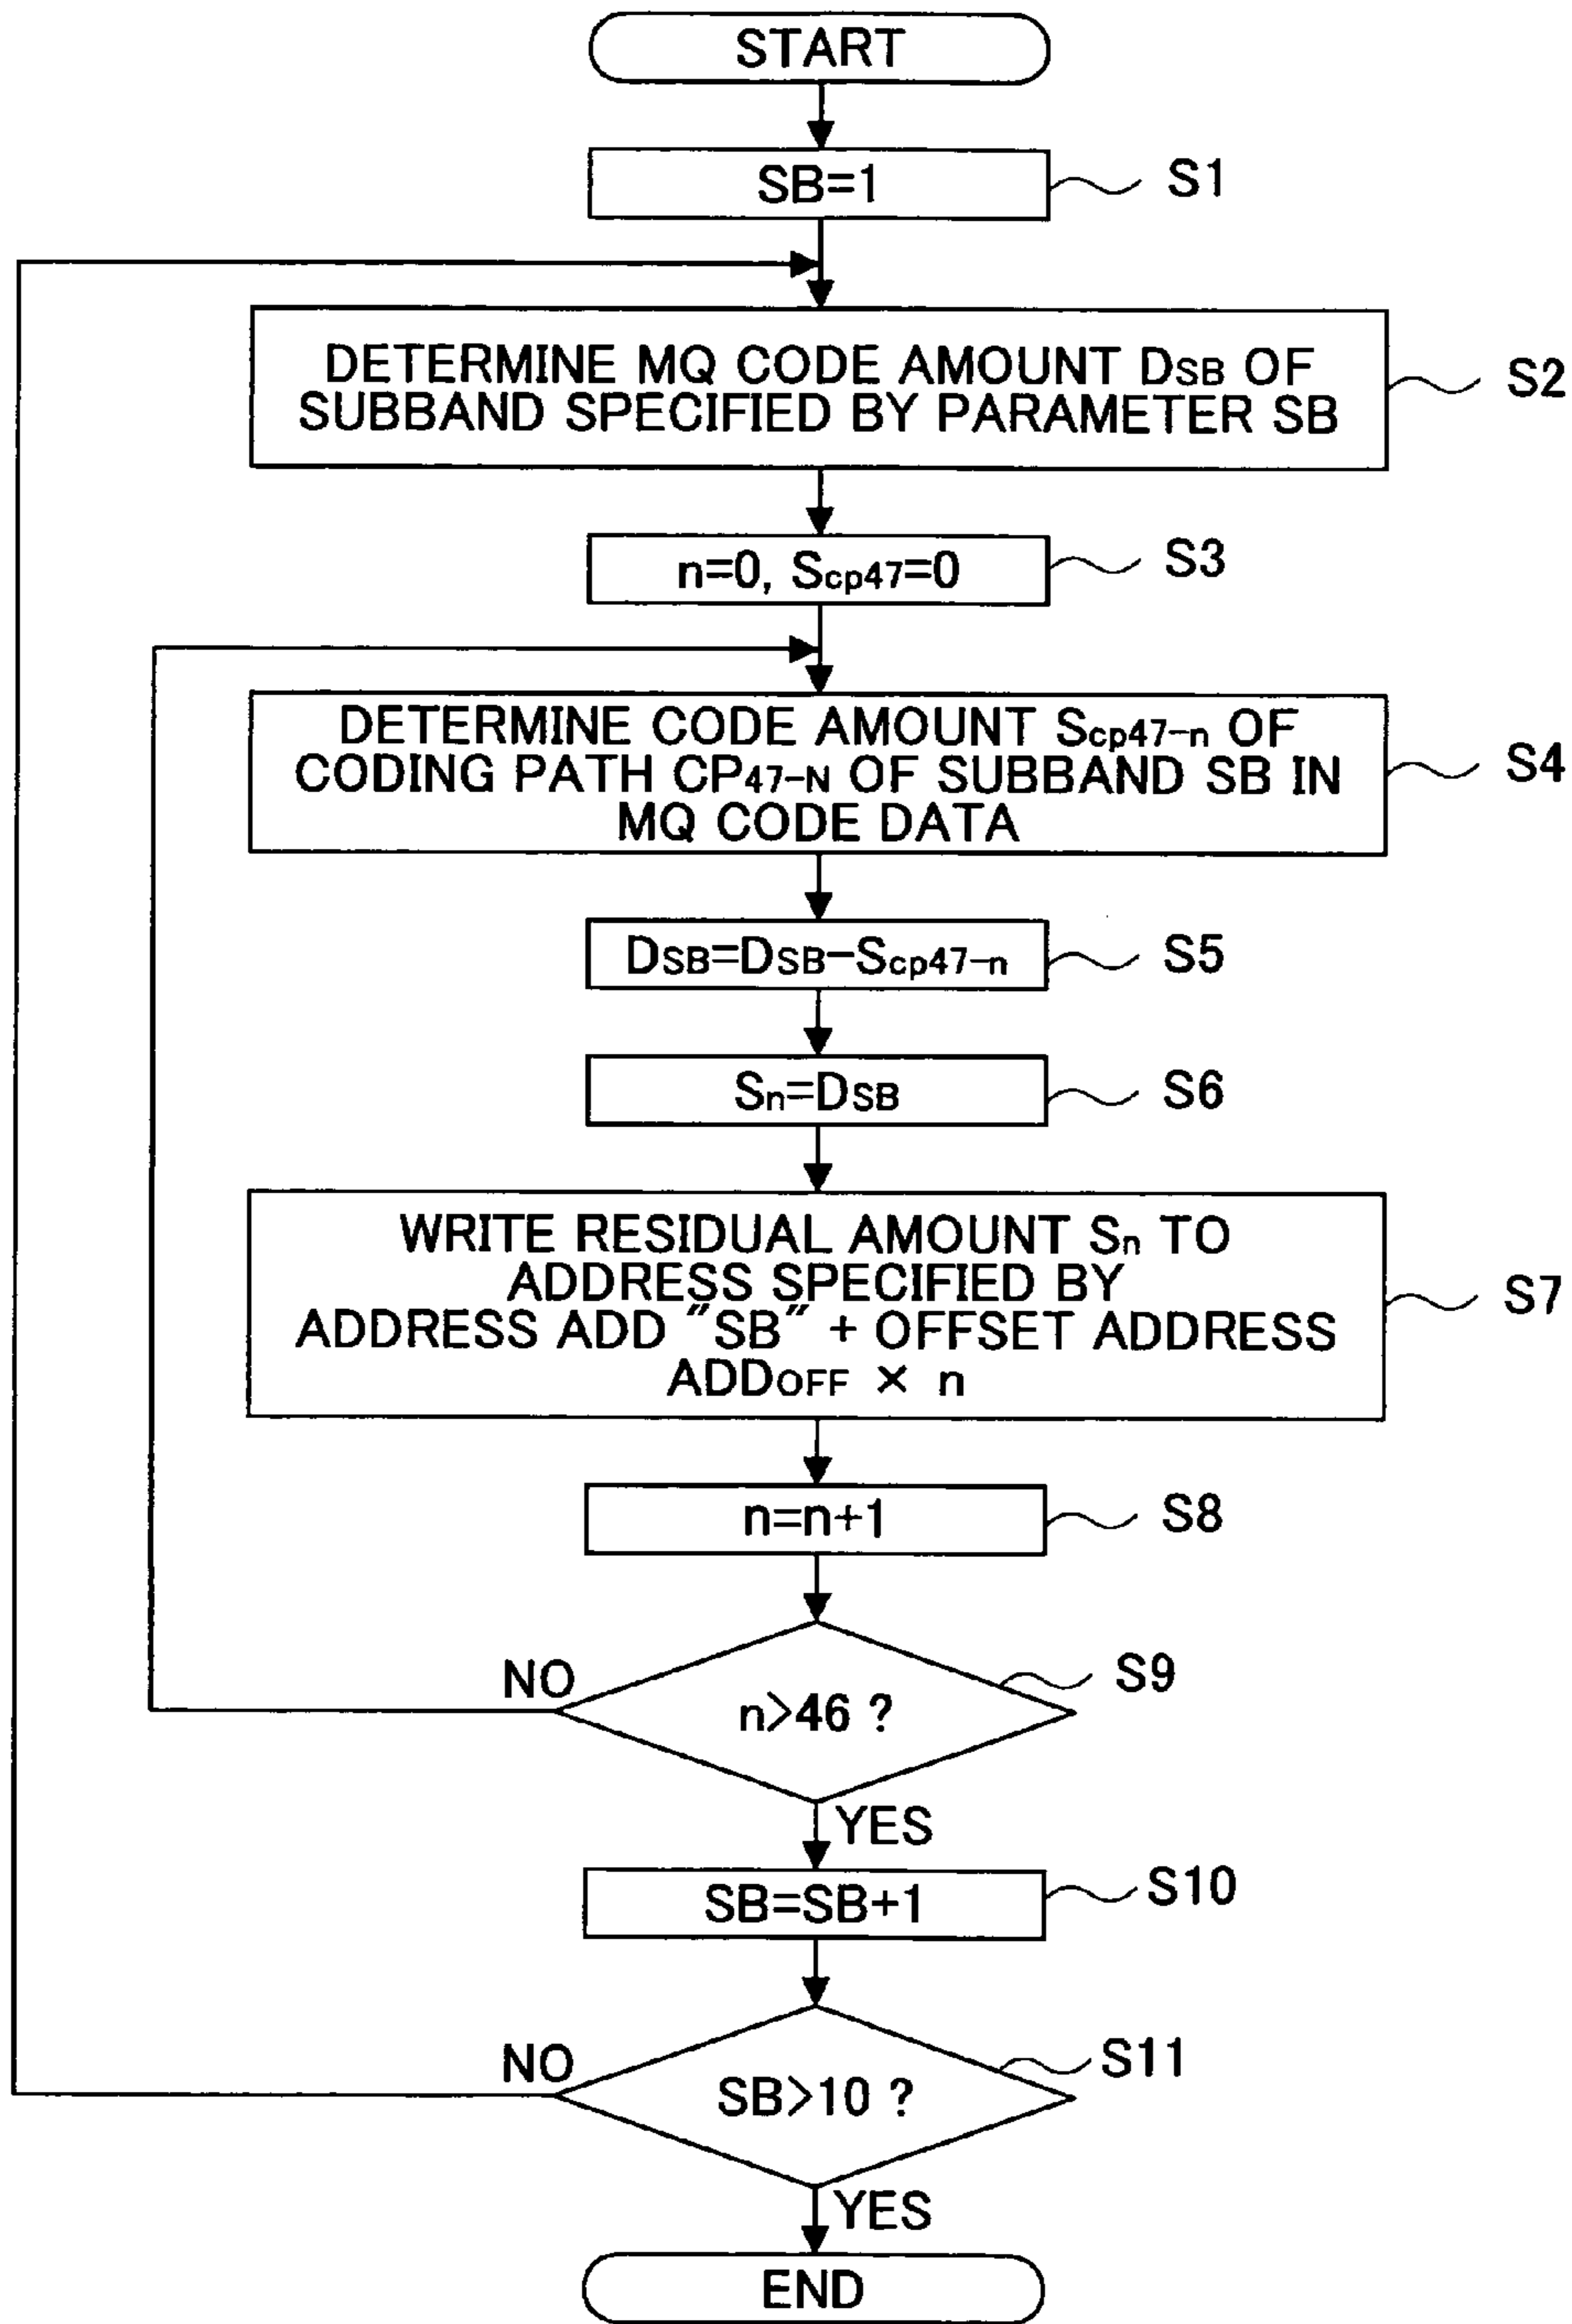 START
SB=1
S1
DETERMINE MQ CODE AMOUNT DSB OF
SUBBAND SPECIFIED BY PARAMETER SB
S2
n=0, Scp47=0
S3
DETERMINE CODE AMOUNT Scp47-n OF
CODING PATH CP47-N OF SUBBAND SB IN
MQ CODE DATA
S4
DSB=DSB-Scp47-n
S5
Sn=DSB
S6
WRITE RESIDUAL AMOUNT Sn TO
ADDRESS SPECIFIED BY
ADDRESS ADD "SB" + OFFSET ADDRESS
ADDOFF × n
S7
n=n+1
S8
NO
n>46 ?
S9
YES
SB=SB+1
S10
NO
SB>10 ?
S11
YES
END